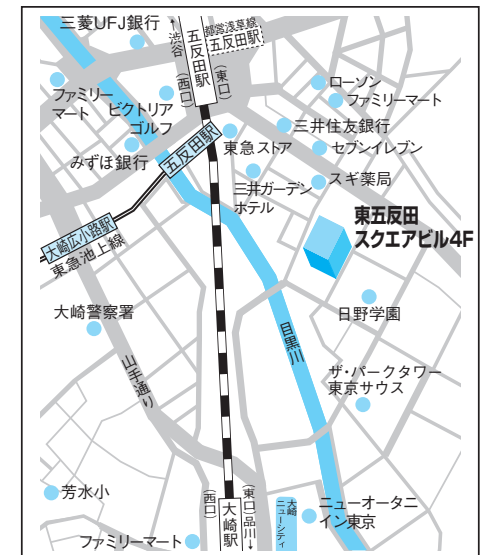 三菱UFJ銀行
↑渋谷
五反田駅
都営浅草線
五反田駅
(西口)
(東口)
ファミリー
マート
ビクトリア
ゴルフ
ローソン
ファミリーマート
みずほ銀行
五反田駅
東急ストア
三井住友銀行
セブンイレブン
三井ガーデン
ホテル
スギ薬局
東五反田
スクエアビル4F
大崎広小路駅
東急池上線
大崎警察署
山手通り
目黒川
日野学園
ザ・パークタワー
東京サウス
芳水小
ファミリーマート
(西口)
大崎駅
(東口)
品川↓
大崎
ニューシティ
ニューオータニ
イン東京